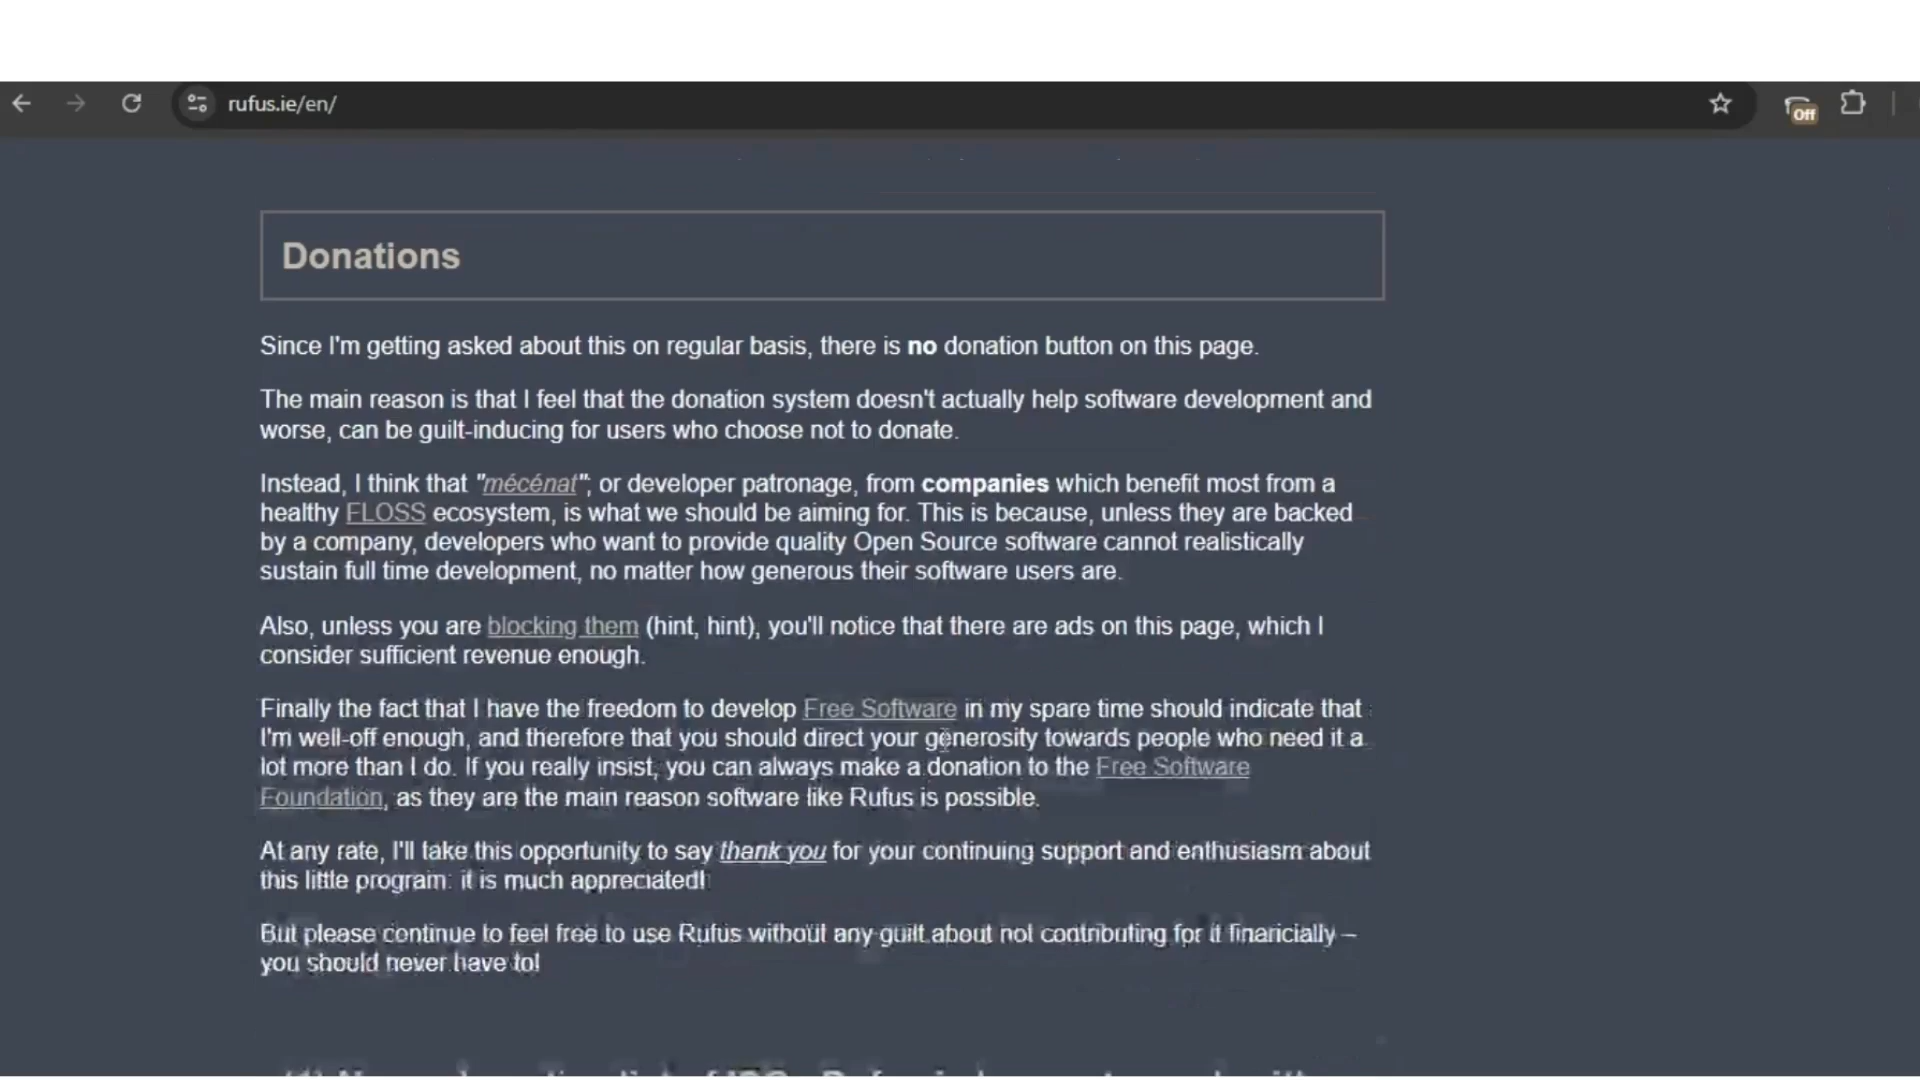 rufus.ie/en/
Off
Donations
Since I'm getting asked about this on regular basis, there is no donation button on this page.
The main reason is that I feel that the donation system doesn't actually help software development and
worse, can be guilt-inducing for users who choose not to donate.
Instead, I think that "mécénat", or developer patronage, from companies which benefit most from a
healthy FLOSS ecosystem, is what we should be aiming for. This is because, unless they are backed
by a company, developers who want to provide quality Open Source software cannot realistically
sustain full time development, no matter how generous their software users are.
Also, unless you are blocking them (hint, hint), you'll notice that there are ads on this page, which I
consider sufficient revenue enough.
Finally the fact that I have the freedom to develop Free Software in my spare time should indicate that
I'm well-off enough, and therefore that you should direct your generosity towards people who need it a
lot more than I do. If you really insist, you can always make a donation to the Free Software
Foundation, as they are the main reason software like Rufus is possible.
At any rate, I'll take this opportunity to say thank you for your continuing support and enthusiasm about
this little program: it is much appreciated!
But please continue to feel free to use Rufus without any guilt about not contributing for it financially –
you should never have to!